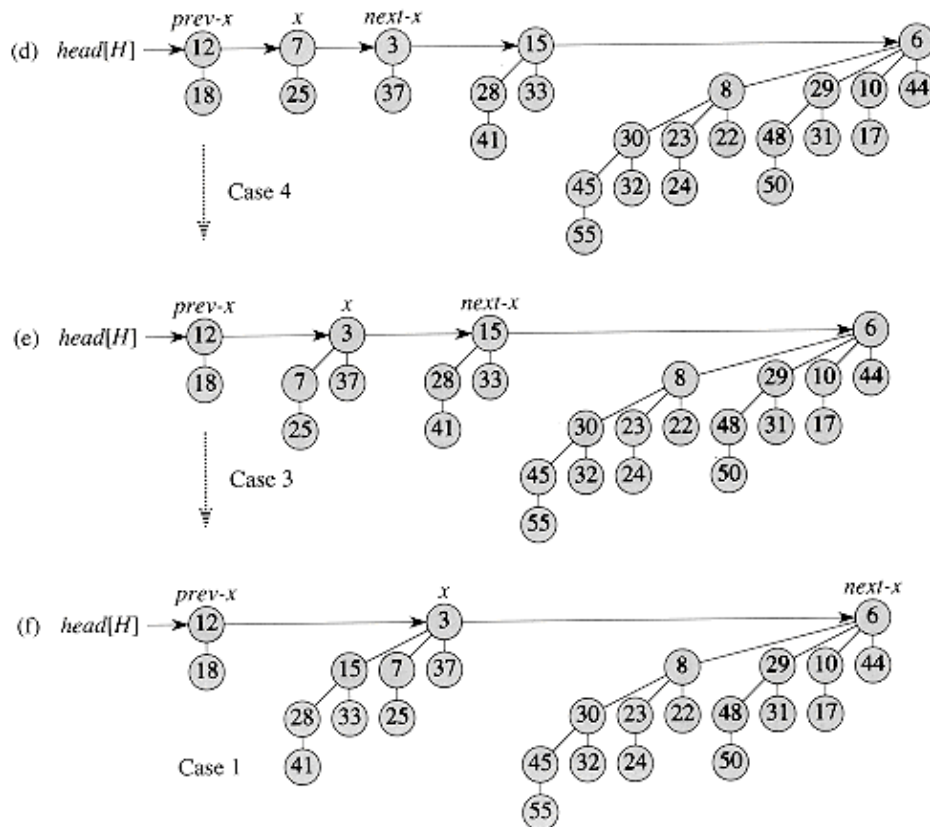 prev-x x next-x
(d) head[H] 12 7 3 15 6
18 25 37 28 33 8 29 10 44
41 30 23 22 48 31 17
Case 4
45 32 24 50
55
prev-x x next-x
(e) head[H] 12 3 15 6
18 7 37 28 33 8 29 10 44
25 41 30 23 22 48 31 17
Case 3
45 32 24 50
55
prev-x x next-x
(f) head[H] 12 3 6
18 15 7 37 8 29 10 44
28 33 25 30 23 22 48 31 17
Case 1 41 45 32 24 50
55